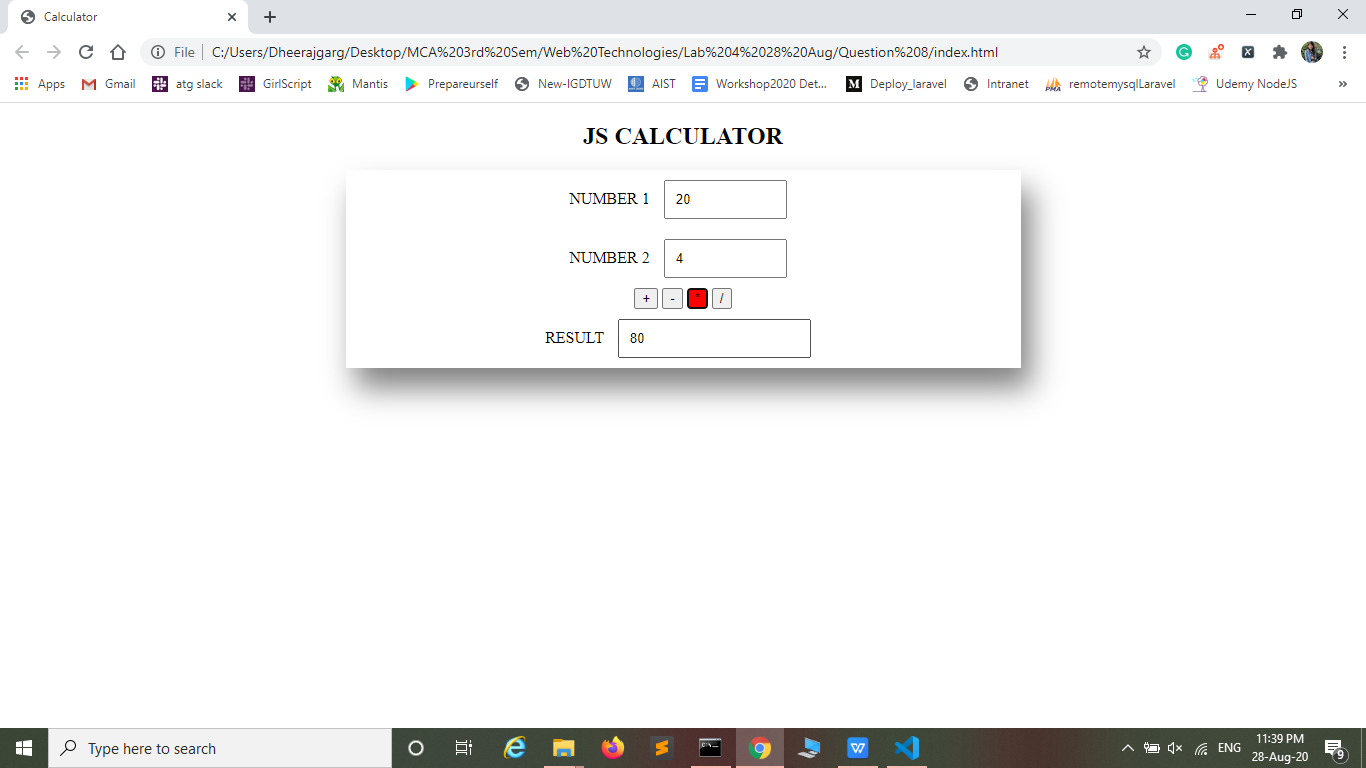 Calculator
File C:/Users/Dheerajgarg/Desktop/MCA%203rd%20Sem/Web%20Technologies/Lab%204%2028%20Aug/Question%208/index.html
Apps Gmail atg slack GirlScript Mantis Prepareurself New-IGDTUW AIST Workshop2020 Det... Deploy_laravel Intranet remotemysqlLaravel Udemy NodeJS »
JS CALCULATOR
NUMBER 1 20
NUMBER 2 4
+ - * /
RESULT 80
Type here to search
ENG
11:39 PM
28-Aug-20
9